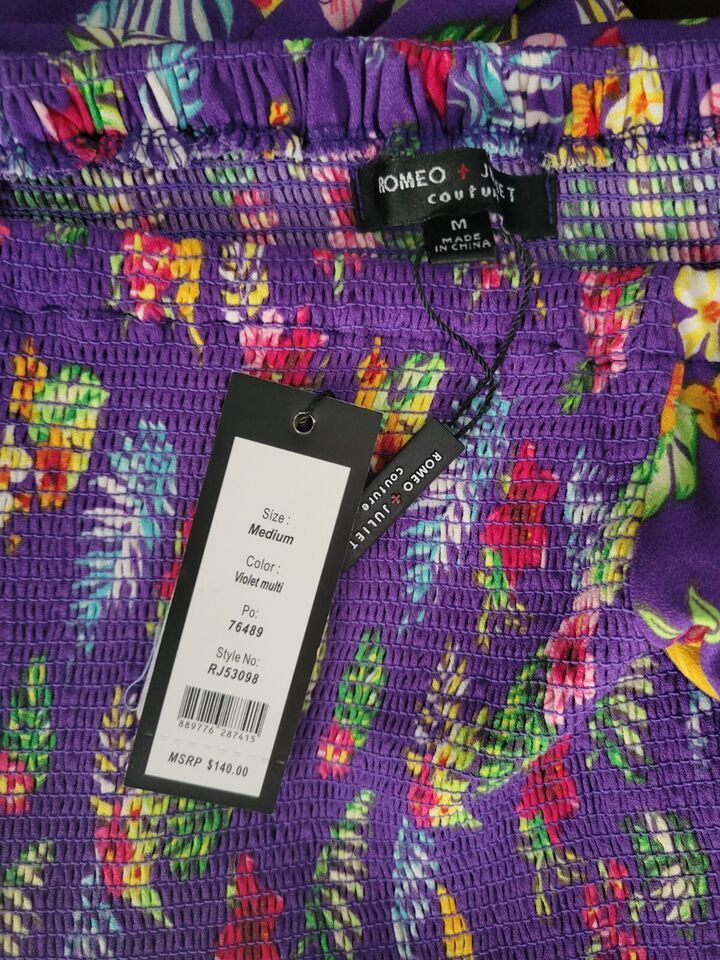 ROMEO + JULIET
couture
M
MADE
IN CHINA
ROMEO + JULIET
couture
Size :
Medium
Color :
Violet multi
Po:
76489
Style No:
RJ53098
889776 287415
MSRP $140.00